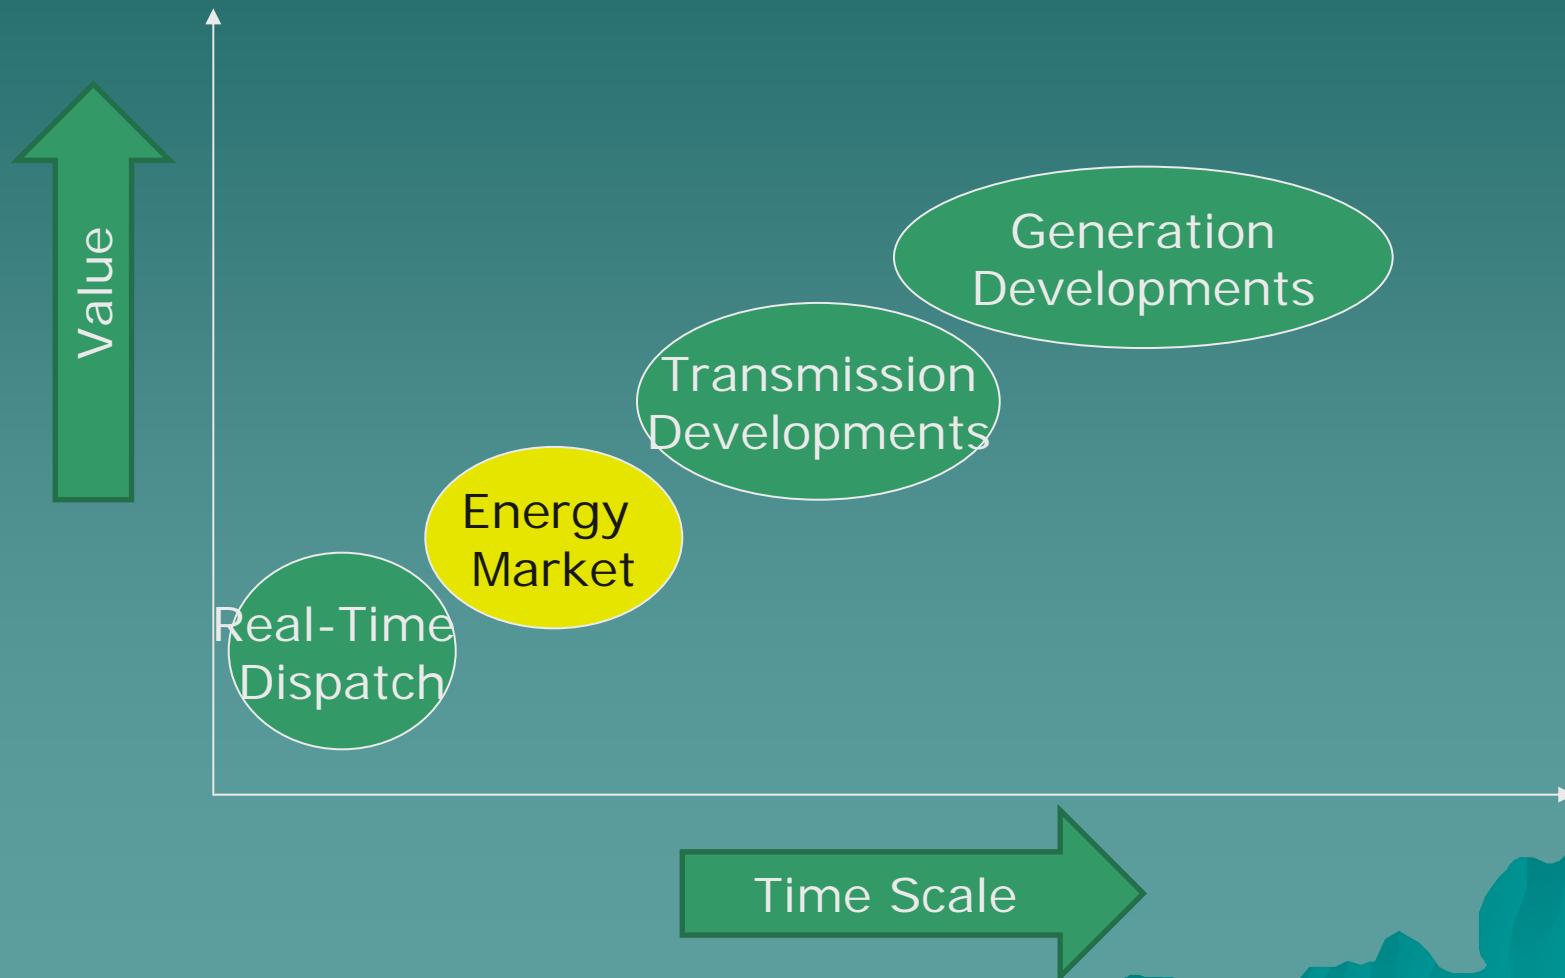 Value
Generation
Developments
Transmission
Developments
Energy
Market
Real-Time
Dispatch
Time Scale